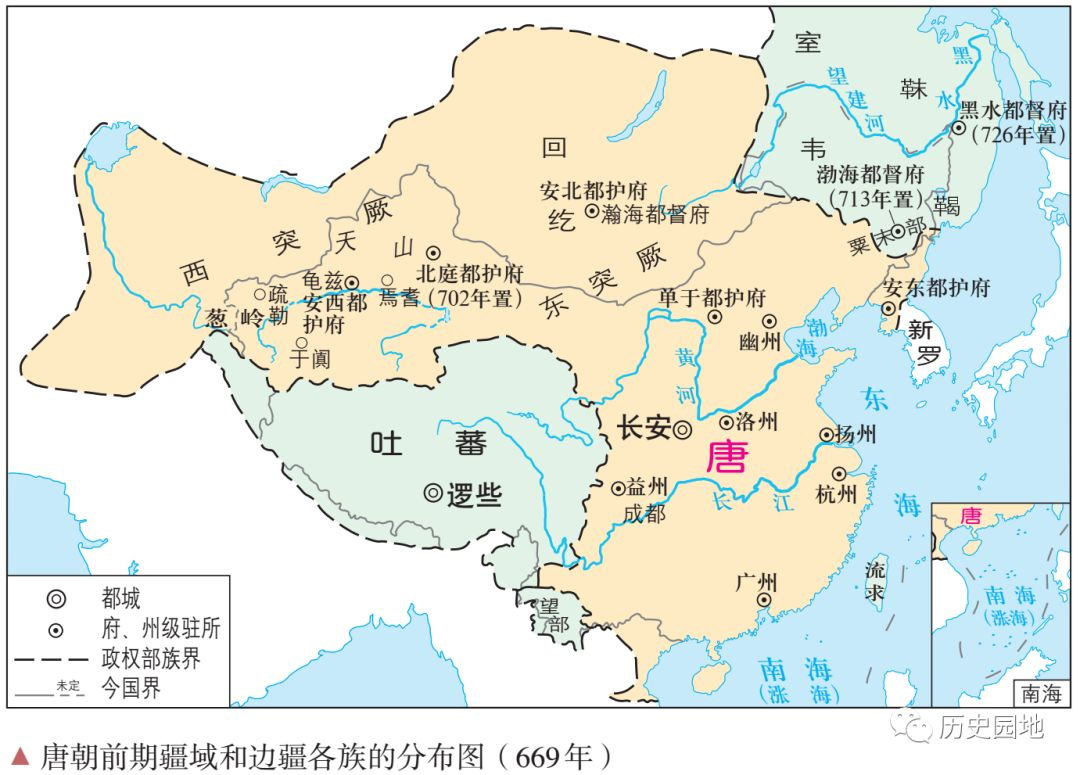 室
韦
靺
鞨
望建河
黑水
黑水都督府
(726年置)
渤海都督府
(713年置)
粟末部
回
纥
安北都护府
瀚海都督府
西突厥
天山
东突厥
北庭都护府
(702年置)
龟兹
安西都
护府
焉耆
疏
勒
葱岭
于阗
单于都护府
幽州
安东都护府
新
罗
渤海
黄河
长安
洛州
唐
扬州
杭州
益州
成都
长江
吐蕃
逻些
东
海
流
求
广州
望
部
南海
(涨海)
唐
南海
(涨海)
南海
都城
府、州级驻所
政权部族界
未定
今国界
历史园地
▲ 唐朝前期疆域和边疆各族的分布图（669年）